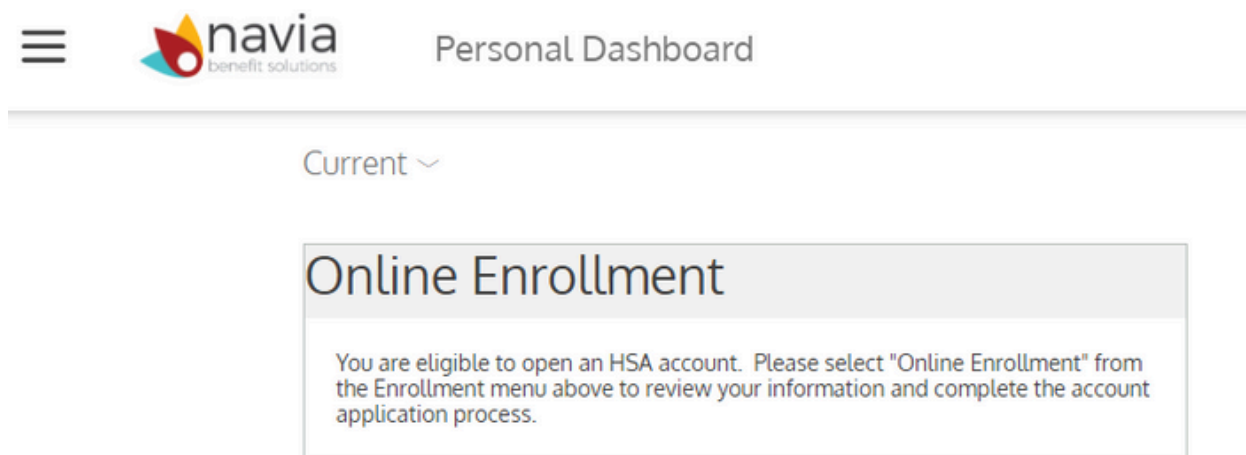 navia
benefit solutions
Personal Dashboard
Current
Online Enrollment
You are eligible to open an HSA account.  Please select "Online Enrollment" from
the Enrollment menu above to review your information and complete the account
application process.